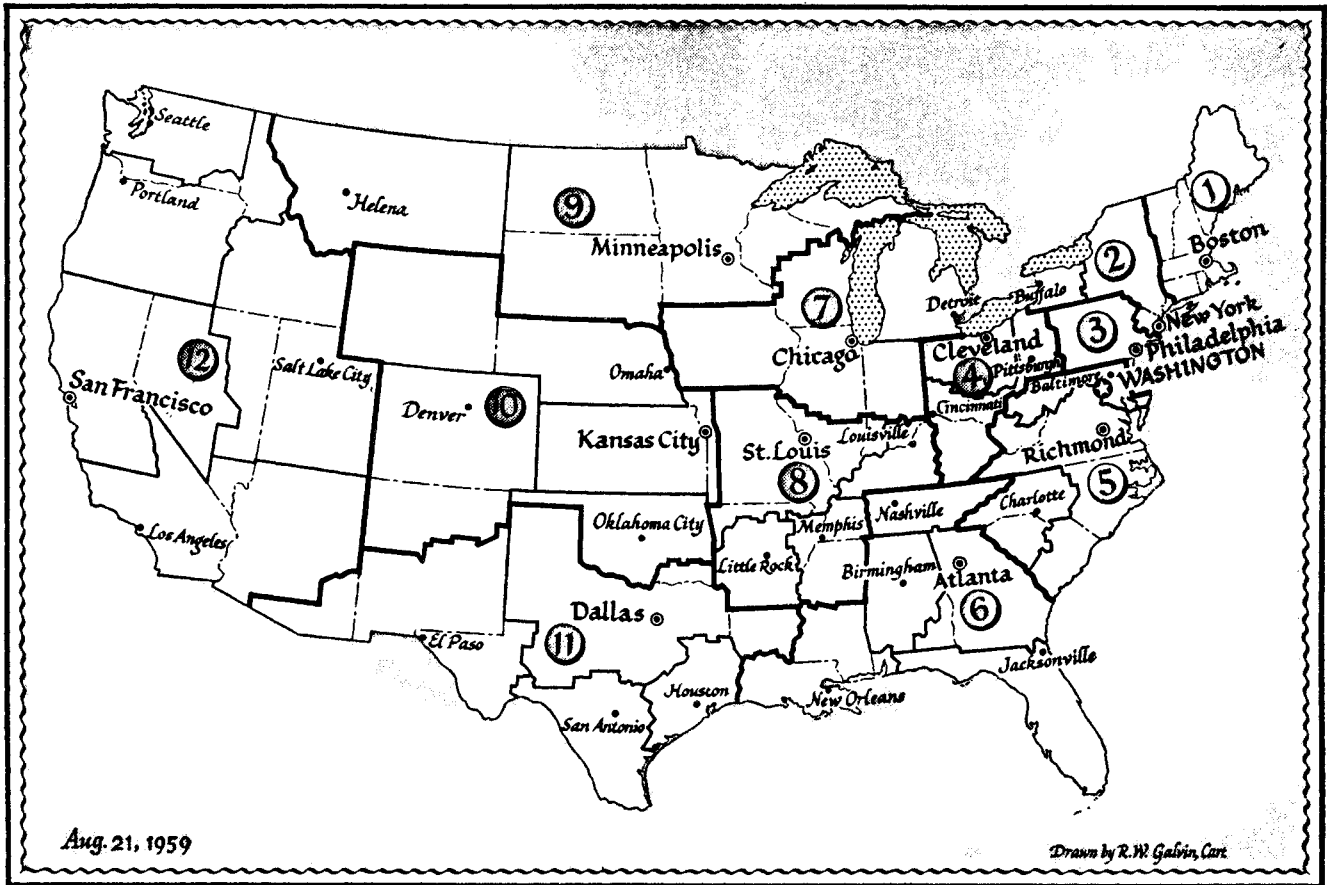 Seattle
Portland
Helena
9
Minneapolis
1
Boston
2
Buffalo
Detroit
7
New York
3
Philadelphia
Cleveland
Chicago
Pittsburgh
4
WASHINGTON
Baltimore
12
Salt Lake City
Omaha
San Francisco
Denver
10
Cincinnati
Kansas City
St. Louis
Louisville
Richmond
8
5
Nashville
Charlotte
Los Angeles
Oklahoma City
Memphis
Little Rock
Birmingham
Atlanta
6
Dallas
11
El Paso
Jacksonville
Houston
New Orleans
San Antonio
Aug. 21, 1959
Drawn by R.W. Galvin, Cart.